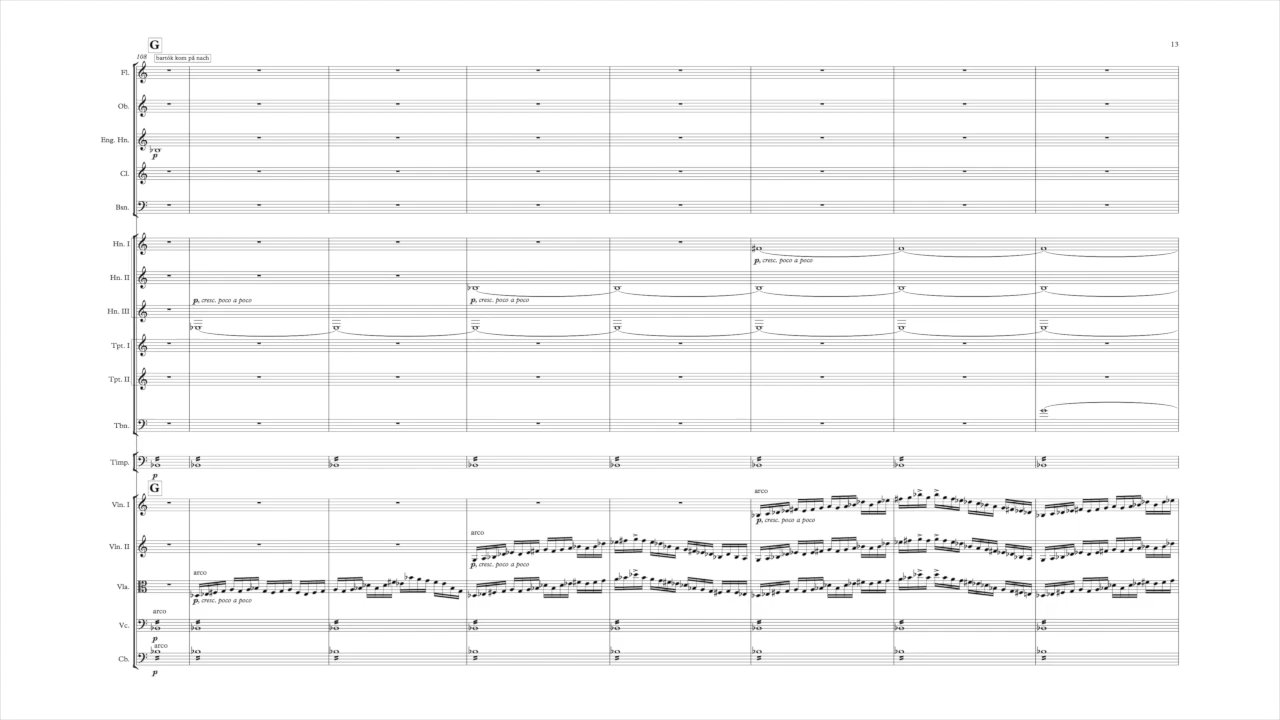 G
13
108
bartók kom på nach
Fl.
Ob.
Eng. Hn.
p
Cl.
Bsn.
Hn. I
p, cresc. poco a poco
Hn. II
p, cresc. poco a poco
p, cresc. poco a poco
Hn. III
Tpt. I
Tpt. II
Tbn.
Timp.
p
G
arco
Vln. I
p, cresc. poco a poco
arco
Vln. II
p, cresc. poco a poco
arco
Vla.
p, cresc. poco a poco
arco
Vc.
p
arco
Cb.
p